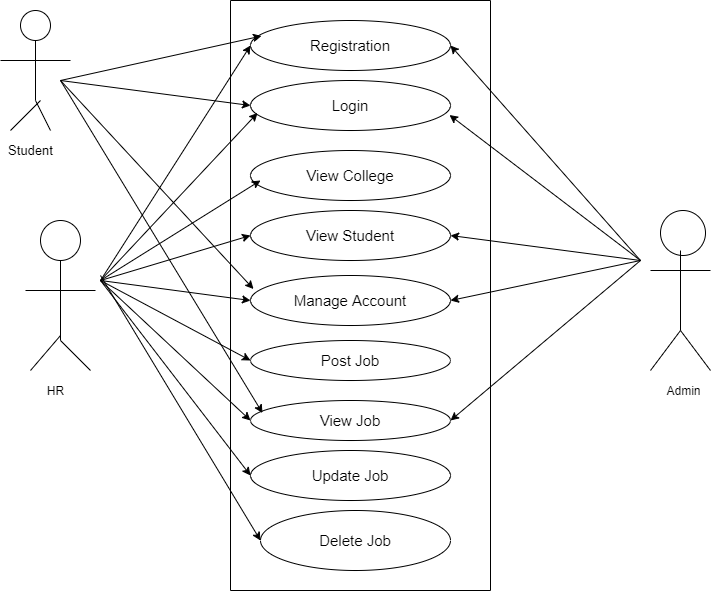 Registration
Login
Student
View College
View Student
Manage Account
Post Job
HR
Admin
View Job
Update Job
Delete Job